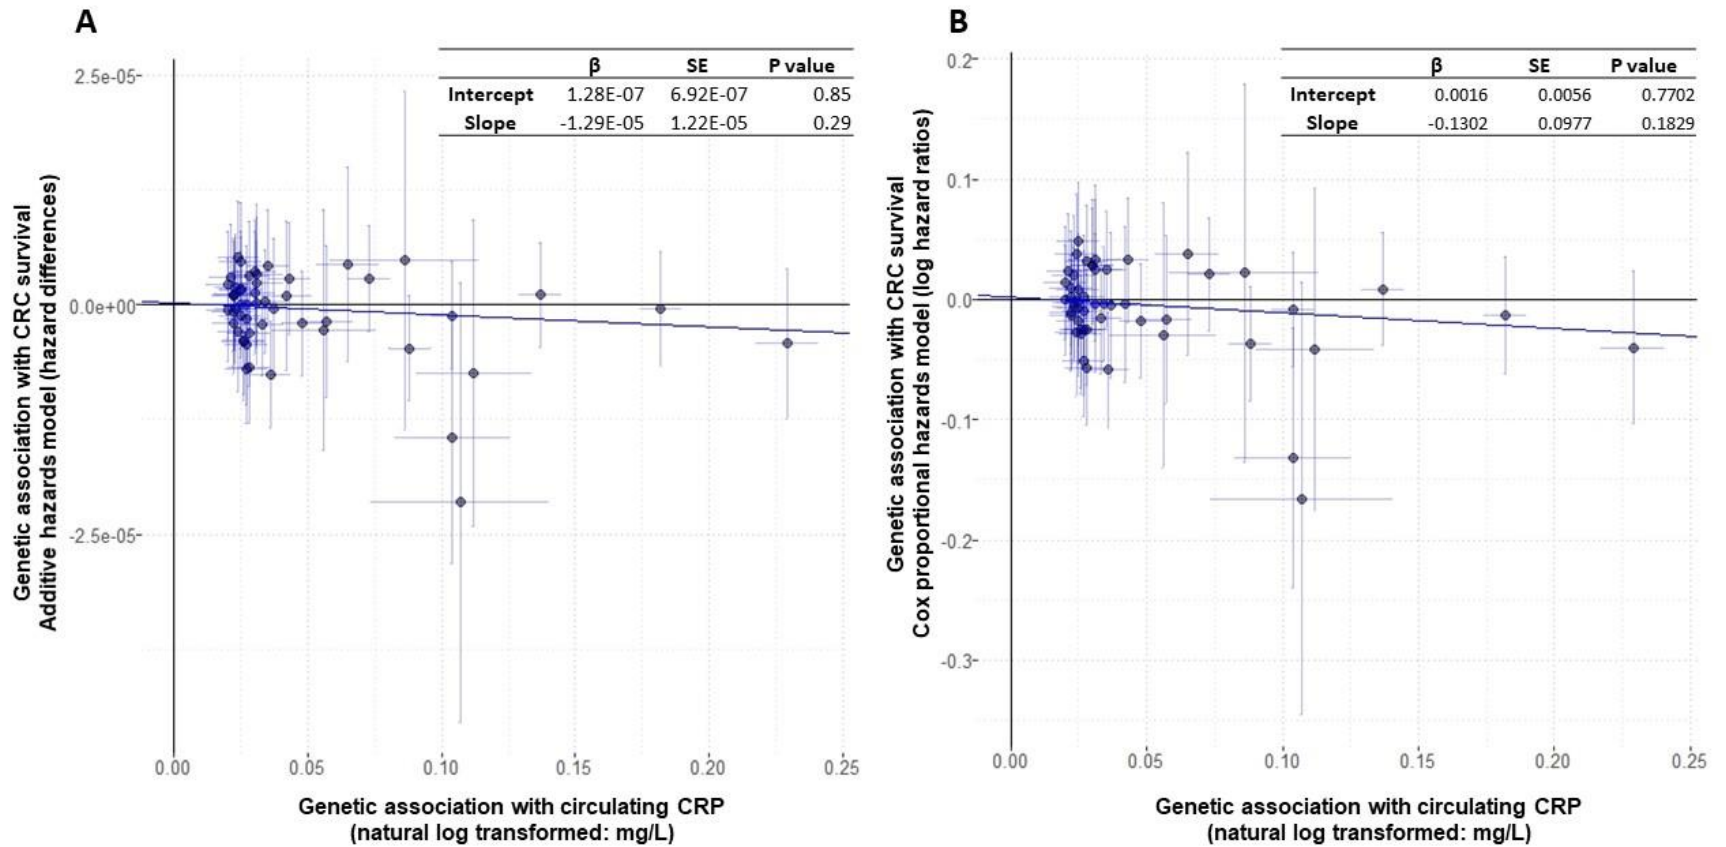 A
β SE P value
Intercept 1.28E-07 6.92E-07 0.85
Slope -1.29E-05 1.22E-05 0.29
2.5e-05
0.0e+00
-2.5e-05
Genetic association with CRC survival
Additive hazards model (hazard differences)
0.00 0.05 0.10 0.15 0.20 0.25
Genetic association with circulating CRP
(natural log transformed: mg/L)
B
β SE P value
Intercept 0.0016 0.0056 0.7702
Slope -0.1302 0.0977 0.1829
0.2
0.1
0.0
-0.1
-0.2
-0.3
Genetic association with CRC survival
Cox proportional hazards model (log hazard ratios)
0.00 0.05 0.10 0.15 0.20 0.25
Genetic association with circulating CRP
(natural log transformed: mg/L)